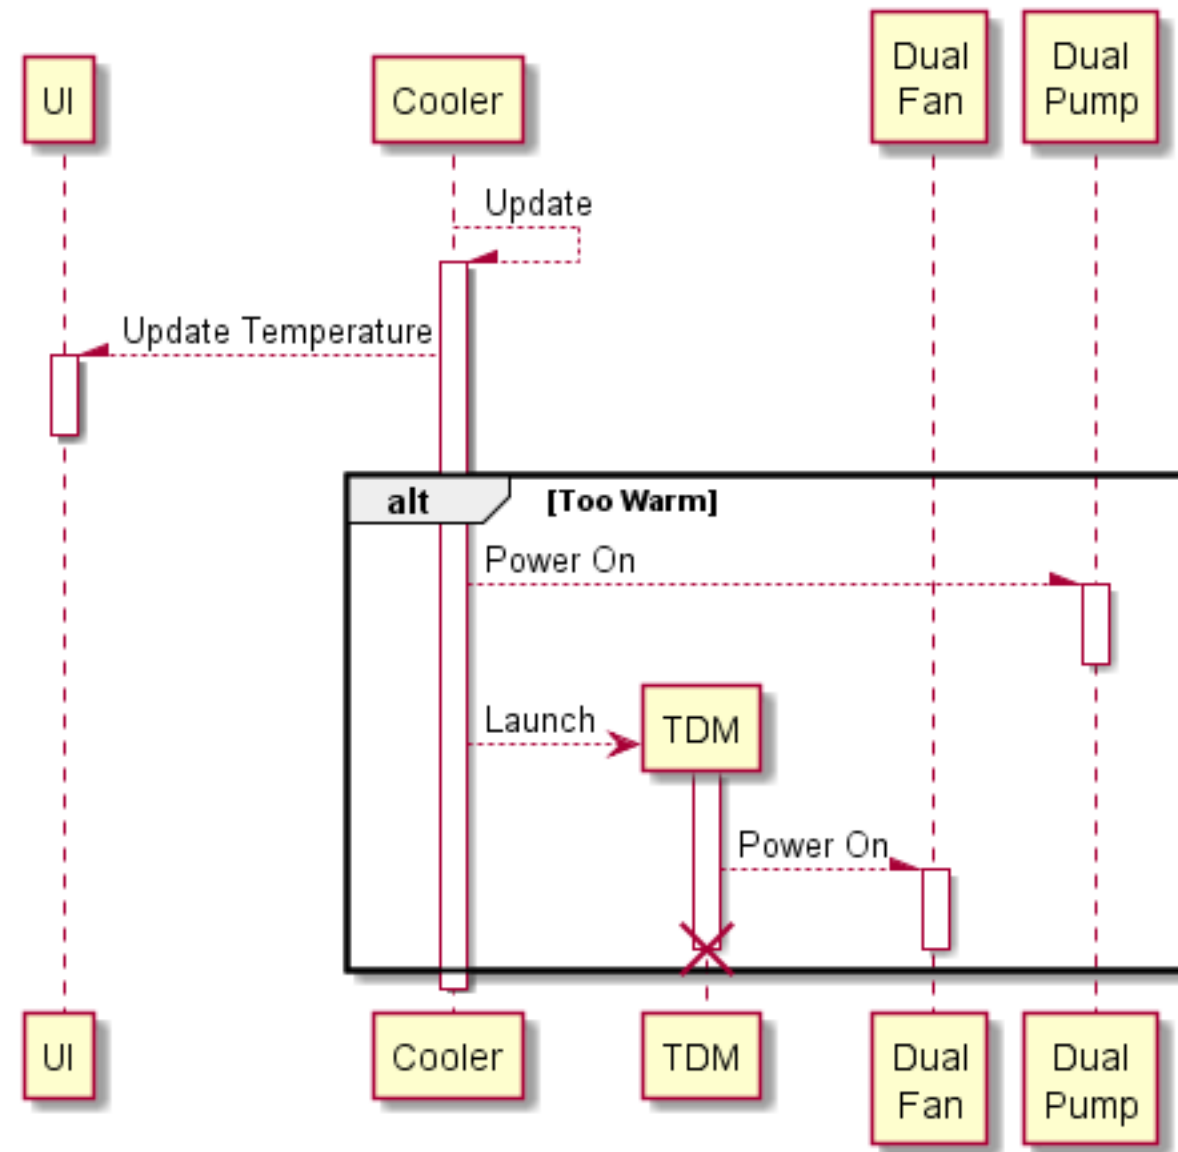 UI
Cooler
Dual
Fan
Dual
Pump
Update
Update Temperature
alt
[Too Warm]
Power On
Launch
TDM
Power On
UI
Cooler
TDM
Dual
Fan
Dual
Pump